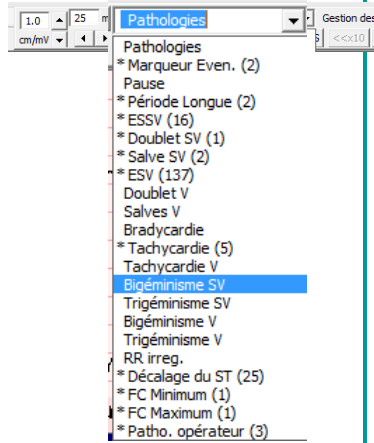 1.0 25 m Pathologies Gestion des
cm/mV <<x10
Pathologies
* Marqueur Even. (2)
Pause
* Période Longue (2)
* ESSV (16)
* Doublet SV (1)
* Salve SV (2)
* ESV (137)
Doublet V
Salves V
Bradycardie
* Tachycardie (5)
Tachycardie V
Bigéminisme SV
Trigéminisme SV
Bigéminisme V
Trigéminisme V
RR irreg.
* Décalage du ST (25)
* FC Minimum (1)
* FC Maximum (1)
* Patho. opérateur (3)